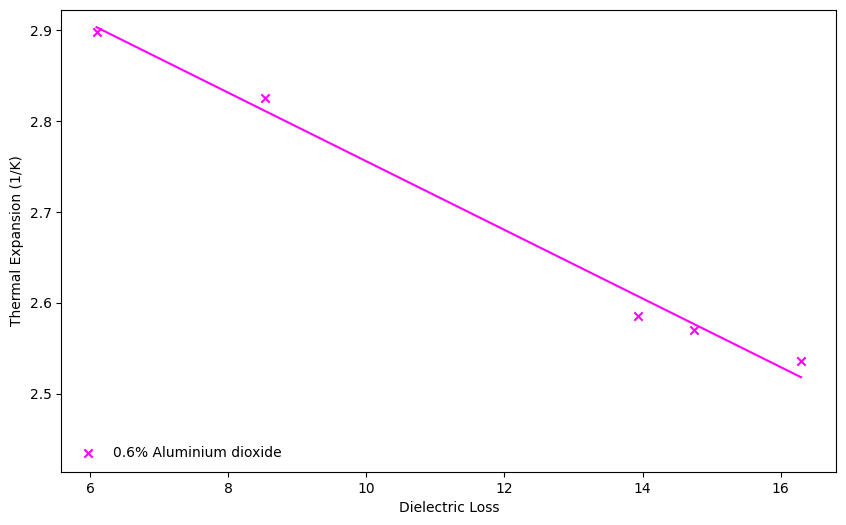 2.9
2.8
2.7
2.6
2.5
Thermal Expansion (1/K)
0.6% Aluminium dioxide
6 8 10 12 14 16
Dielectric Loss